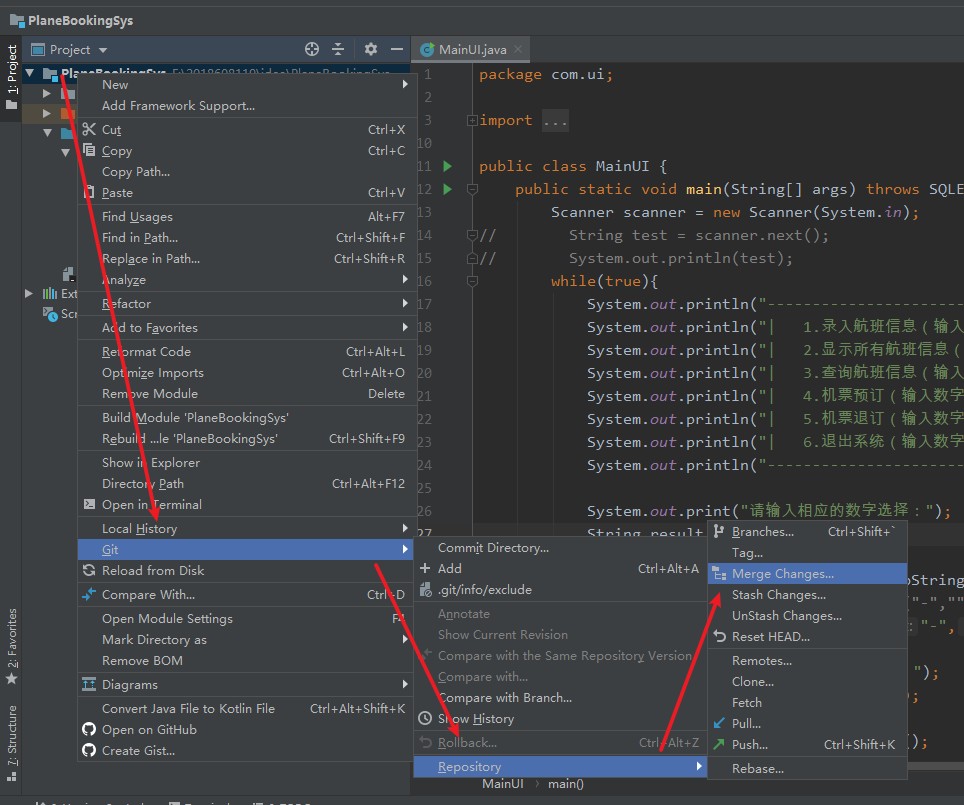 PlaneBookingSys
1: Project
Project
MainUI.java
PlaneBookingSys
New
Add Framework Support...
Cut Ctrl+X
Copy Ctrl+C
Copy Path...
Paste Ctrl+V
Find Usages Alt+F7
Find in Path... Ctrl+Shift+F
Replace in Path... Ctrl+Shift+R
Analyze
Refactor
Add to Favorites
Reformat Code Ctrl+Alt+L
Optimize Imports Ctrl+Alt+O
Remove Module Delete
Build Module 'PlaneBookingSys'
Rebuild ...le 'PlaneBookingSys' Ctrl+Shift+F9
Show in Explorer
Directory Path Ctrl+Alt+F12
Open in Terminal
Local History
Git
Reload from Disk
Compare With... Ctrl+D
Open Module Settings F4
Mark Directory as
Remove BOM
Diagrams
Convert Java File to Kotlin File Ctrl+Alt+Shift+K
Open on GitHub
Create Gist...
Ext
Scr
2: Favorites
7: Structure
1 package com.ui;
2
3 import ...
10
11 public class MainUI {
12 public static void main(String[] args) throws SQLE
13 Scanner scanner = new Scanner(System.in);
14 // String test = scanner.next();
15 // System.out.println(test);
16 while(true){
17 System.out.println("-----------------------
18 System.out.println("| 1.录入航班信息（输入
19 System.out.println("| 2.显示所有航班信息（
20 System.out.println("| 3.查询航班信息（输入
21 System.out.println("| 4.机票预订（输入数字
22 System.out.println("| 5.机票退订（输入数字
23 System.out.println("| 6.退出系统（输入数字
24 System.out.println("-----------------------
25
26 System.out.print("请输入相应的数字选择：");
27 String result
Commit Directory...
Add Ctrl+Alt+A
.git/info/exclude
Annotate
Show Current Revision
Compare with the Same Repository Version
Compare with...
Compare with Branch...
Show History
Rollback... Ctrl+Alt+Z
Repository
Branches... Ctrl+Shift+`
Tag...
Merge Changes...
Stash Changes...
UnStash Changes...
Reset HEAD...
Remotes...
Clone...
Fetch
Pull...
Push... Ctrl+Shift+K
Rebase...
oString
"-",""
: "-",
");
);
();
MainUI main()